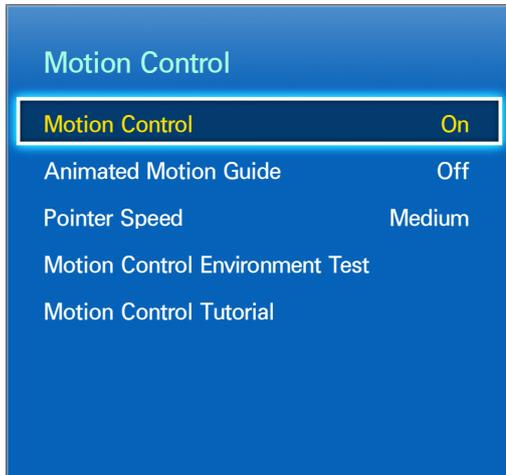 Motion Control
Motion Control On
Animated Motion Guide Off
Pointer Speed Medium
Motion Control Environment Test
Motion Control Tutorial